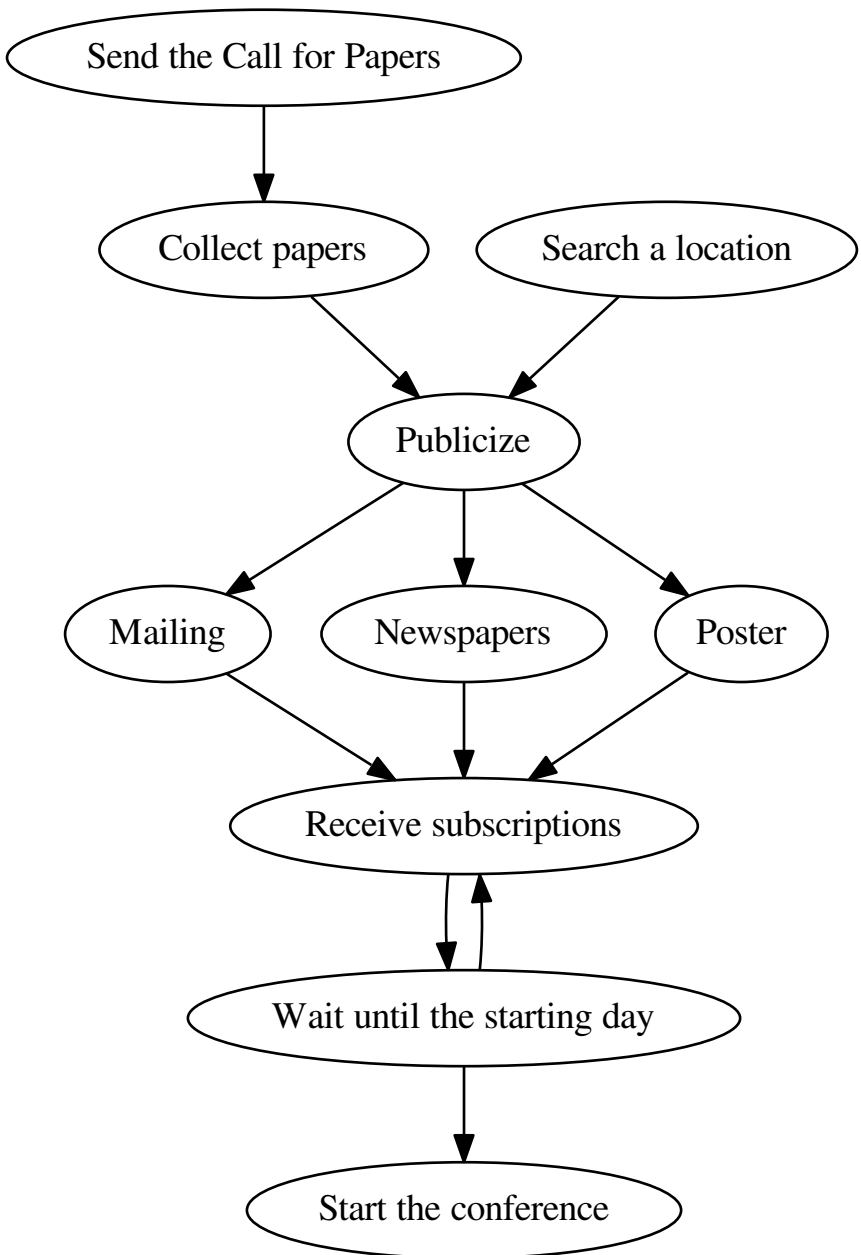 Send the Call for Papers
Collect papers
Search a location
Publicize
Mailing
Newspapers
Poster
Receive subscriptions
Wait until the starting day
Start the conference